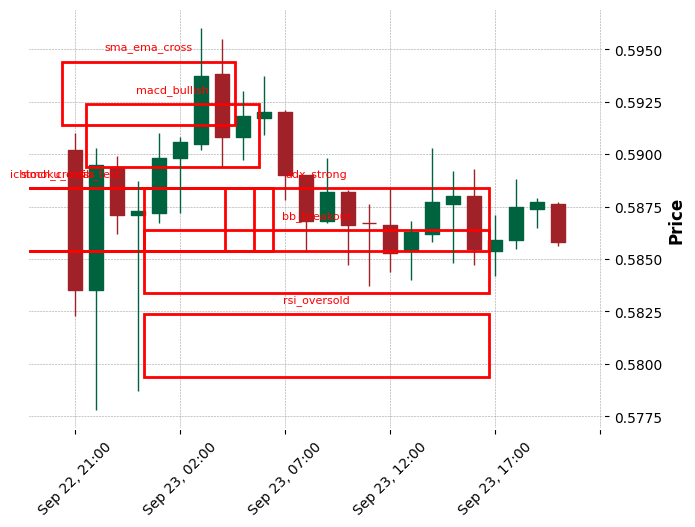 sma_ema_cross
macd_bullish
adx_strong
bb_breakout
rsi_oversold
0.5950
0.5925
0.5900
0.5875
0.5850
0.5825
0.5800
0.5775
Price
Sep 22, 21:00
Sep 23, 02:00
Sep 23, 07:00
Sep 23, 12:00
Sep 23, 17:00